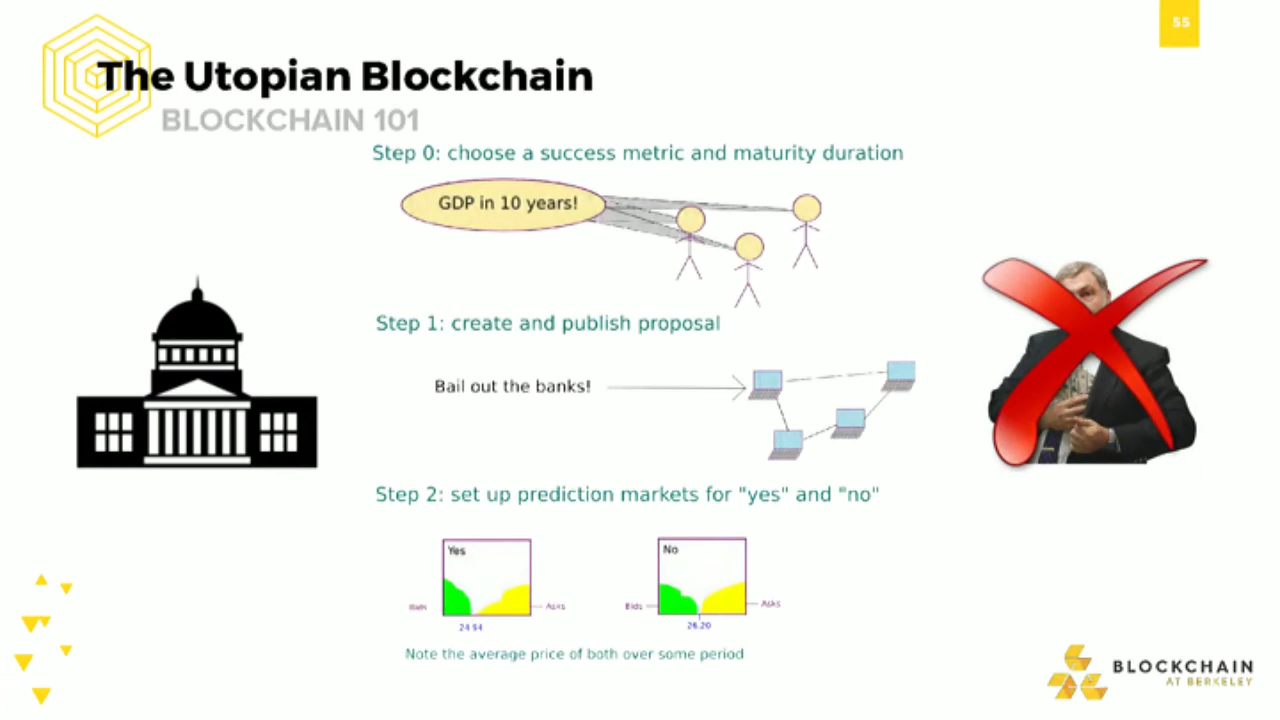 55
The Utopian Blockchain
BLOCKCHAIN 101
Step 0: choose a success metric and maturity duration
GDP in 10 years!
Step 1: create and publish proposal
Bail out the banks!
Step 2: set up prediction markets for "yes" and "no"
Yes
No
Asks
Bids
Asks
24.94
26.20
Note the average price of both over some period
BLOCKCHAIN
AT BERKELEY